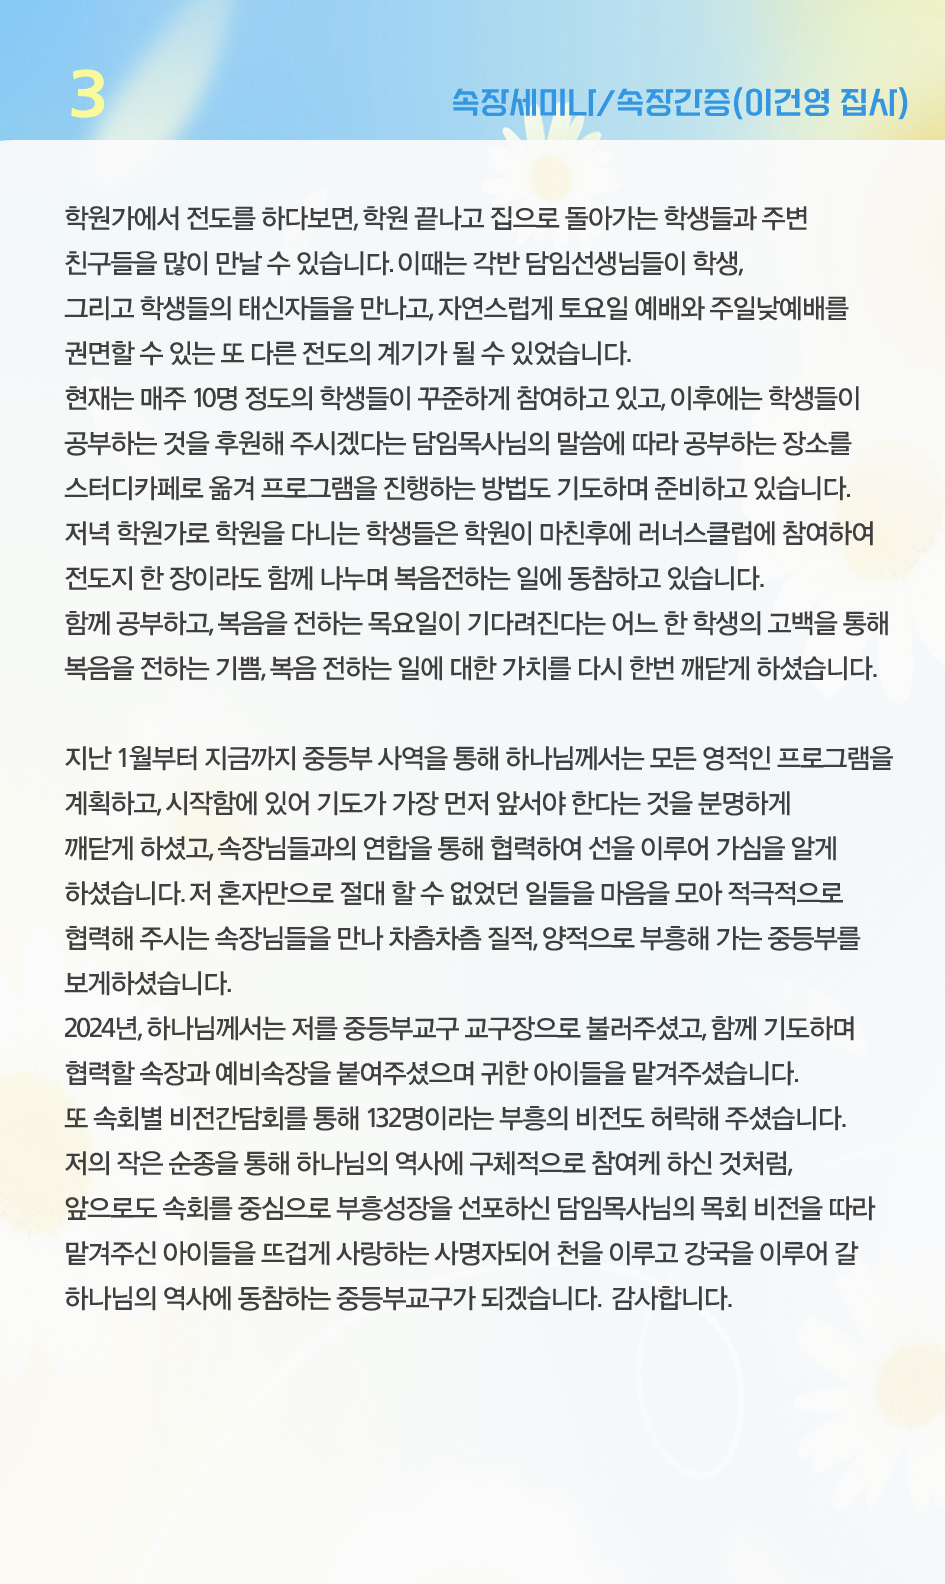 3
속장세미나/속장간증(이건영 집사)
학원가에서 전도를 하다보면, 학원 끝나고 집으로 돌아가는 학생들과 주변
친구들을 많이 만날 수 있습니다. 이때는 각반 담임선생님들이 학생,
그리고 학생들의 태신자들을 만나고, 자연스럽게 토요일 예배와 주일낮예배를
권면할 수 있는 또 다른 전도의 계기가 될 수 있었습니다.
현재는 매주 10명 정도의 학생들이 꾸준하게 참여하고 있고, 이후에는 학생들이
공부하는 것을 후원해 주시겠다는 담임목사님의 말씀에 따라 공부하는 장소를
스터디카페로 옮겨 프로그램을 진행하는 방법도 기도하며 준비하고 있습니다.
저녁 학원가로 학원을 다니는 학생들은 학원이 마친후에 러너스클럽에 참여하여
전도지 한 장이라도 함께 나누며 복음전하는 일에 동참하고 있습니다.
함께 공부하고, 복음을 전하는 목요일이 기다려진다는 어느 한 학생의 고백을 통해
복음을 전하는 기쁨, 복음 전하는 일에 대한 가치를 다시 한번 깨닫게 하셨습니다.
지난 1월부터 지금까지 중등부 사역을 통해 하나님께서는 모든 영적인 프로그램을
계획하고, 시작함에 있어 기도가 가장 먼저 앞서야 한다는 것을 분명하게
깨닫게 하셨고, 속장님들과의 연합을 통해 협력하여 선을 이루어 가심을 알게
하셨습니다. 저 혼자만으로 절대 할 수 없었던 일들을 마음을 모아 적극적으로
협력해 주시는 속장님들을 만나 차츰차츰 질적, 양적으로 부흥해 가는 중등부를
보게하셨습니다.
2024년, 하나님께서는 저를 중등부교구 교구장으로 불러주셨고, 함께 기도하며
협력할 속장과 예비속장을 붙여주셨으며 귀한 아이들을 맡겨주셨습니다.
또 속회별 비전간담회를 통해 132명이라는 부흥의 비전도 허락해 주셨습니다.
저의 작은 순종을 통해 하나님의 역사에 구체적으로 참여케 하신 것처럼,
앞으로도 속회를 중심으로 부흥성장을 선포하신 담임목사님의 목회 비전을 따라
맡겨주신 아이들을 뜨겁게 사랑하는 사명자되어 천을 이루고 강국을 이루어 갈
하나님의 역사에 동참하는 중등부교구가 되겠습니다. 감사합니다.